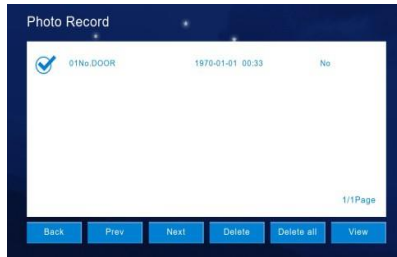 Photo Record
01No.DOOR 1970-01-01 00:33 No
1/1Page
Back Prev Next Delete Delete all View